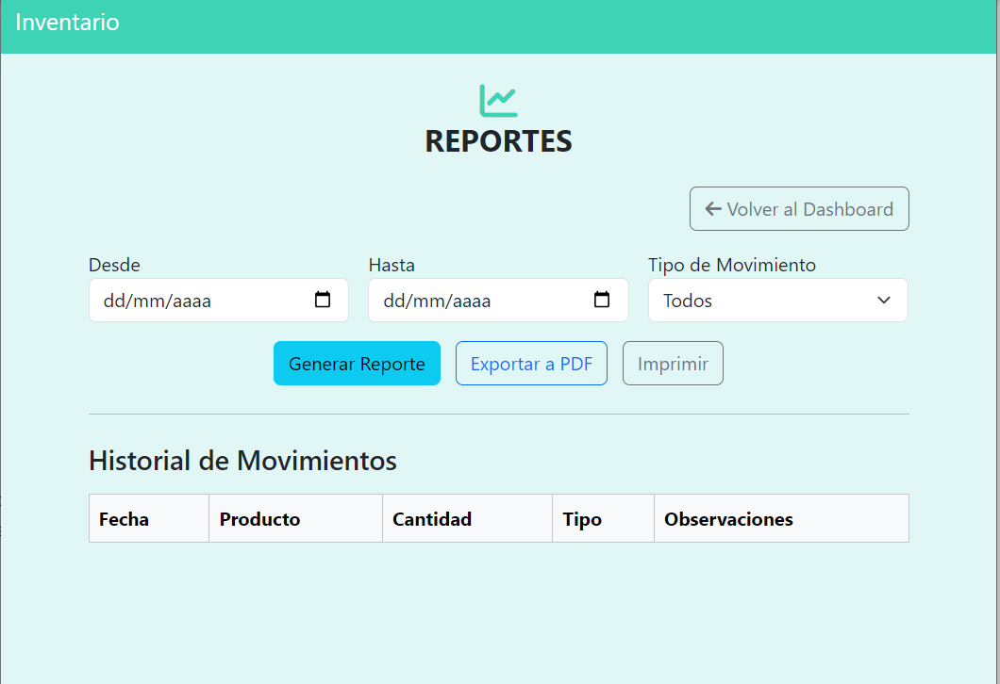 Inventario
REPORTES
Volver al Dashboard
Desde Hasta Tipo de Movimiento
dd/mm/aaaa dd/mm/aaaa Todos
Generar Reporte Exportar a PDF Imprimir
Historial de Movimientos
Fecha Producto Cantidad Tipo Observaciones